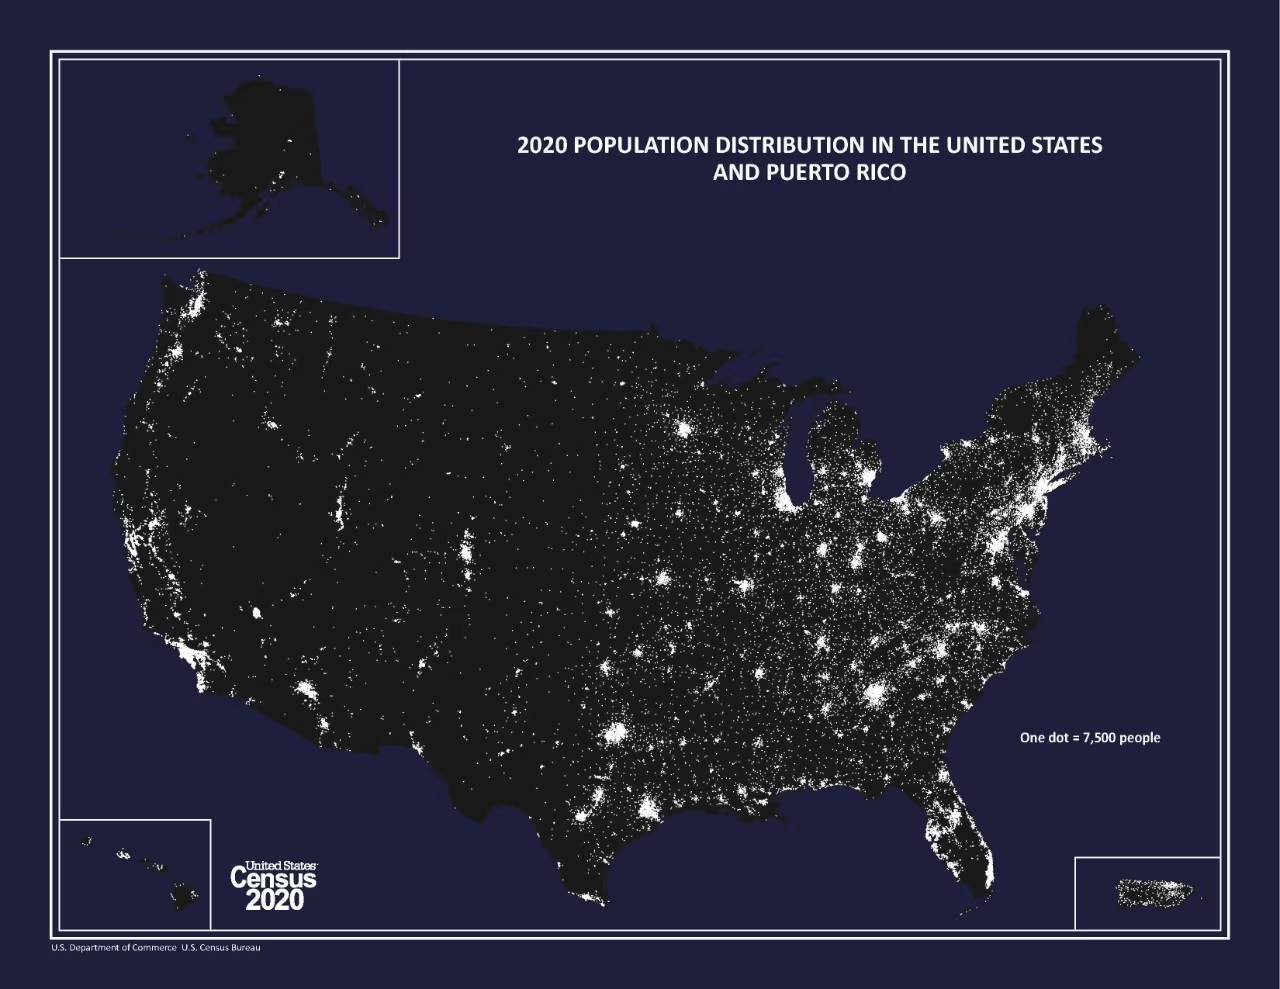 2020 POPULATION DISTRIBUTION IN THE UNITED STATES
AND PUERTO RICO
One dot = 7,500 people
United States
Census
2020
U.S. Department of Commerce U.S. Census Bureau